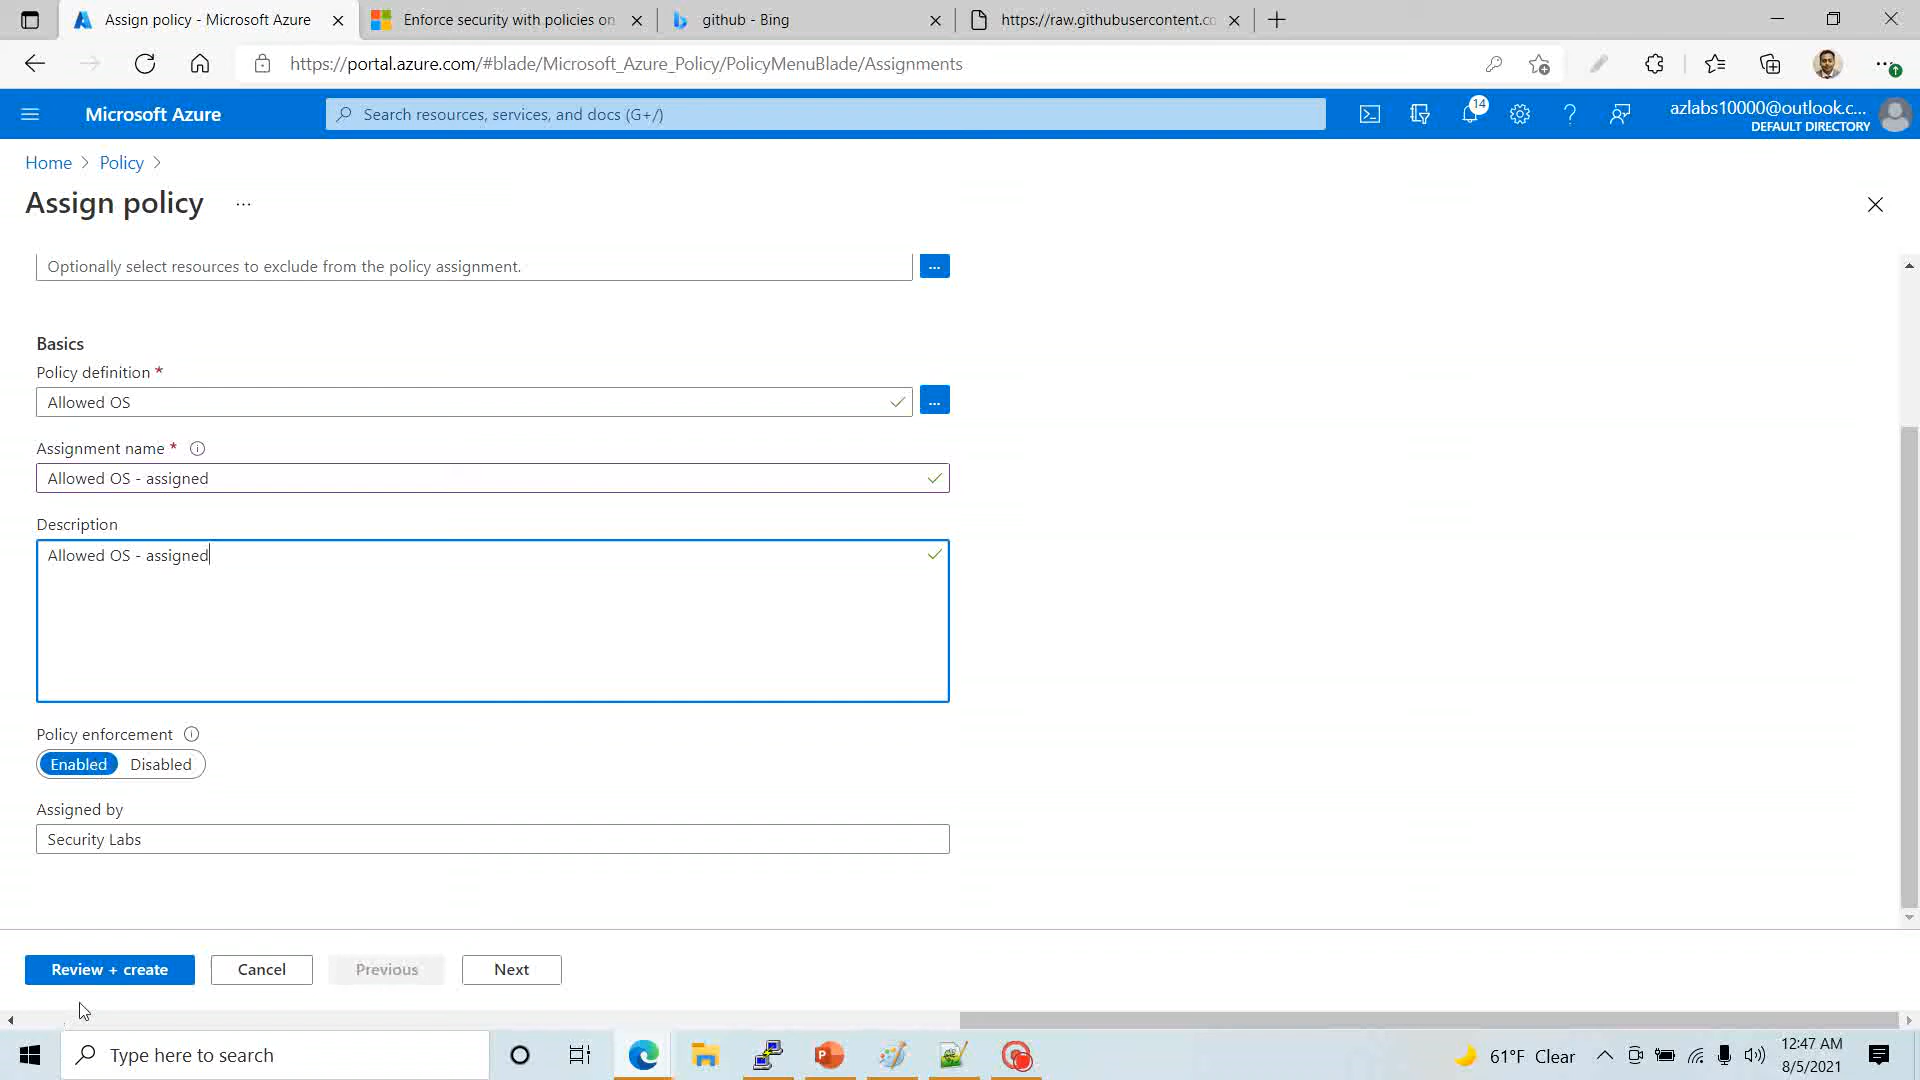 Assign policy - Microsoft Azure
Enforce security with policies on
github - Bing
https://raw.githubusercontent.co
https://portal.azure.com/#blade/Microsoft_Azure_Policy/PolicyMenuBlade/Assignments
Microsoft Azure
Search resources, services, and docs (G+/)
14
azlabs10000@outlook.c...
DEFAULT DIRECTORY
Home > Policy >
Assign policy ...
Optionally select resources to exclude from the policy assignment.
...
Basics
Policy definition *
Allowed OS
...
Assignment name *
Allowed OS - assigned
Description
Allowed OS - assigned
Policy enforcement
Enabled Disabled
Assigned by
Security Labs
Review + create Cancel Previous Next
Type here to search
61°F Clear
12:47 AM
8/5/2021